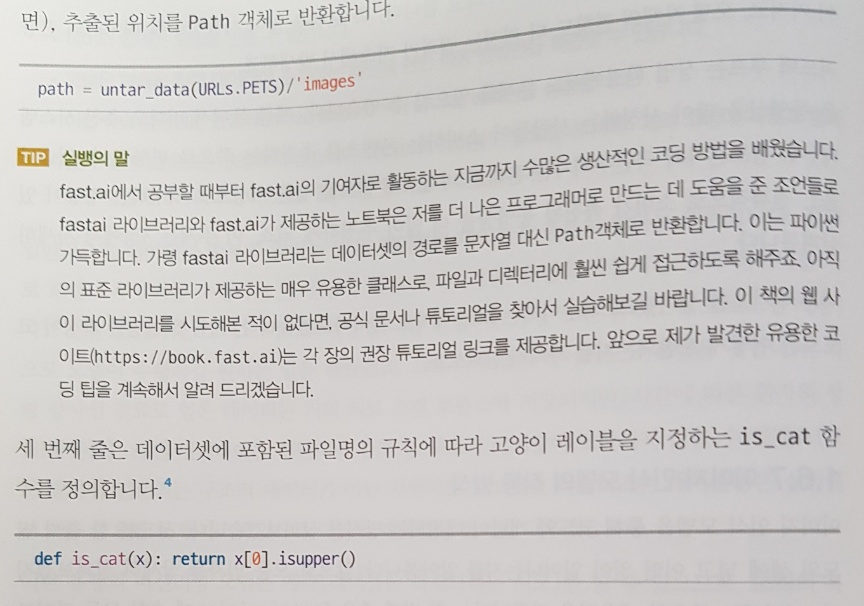 면), 추출된 위치를 Path 객체로 반환합니다.
path = untar_data(URLs.PETS)/'images'
TIP 실뱅의 말
fast.ai에서 공부할 때부터 fast.ai의 기여자로 활동하는 지금까지 수많은 생산적인 코딩 방법을 배웠습니다.
fastai 라이브러리와 fast.ai가 제공하는 노트북은 저를 더 나은 프로그래머로 만드는 데 도움을 준 조언들로
가득합니다. 가령 fastai 라이브러리는 데이터셋의 경로를 문자열 대신 Path객체로 반환합니다. 이는 파이썬
의 표준 라이브러리가 제공하는 매우 유용한 클래스로, 파일과 디렉터리에 훨씬 쉽게 접근하도록 해주죠. 아직
이 라이브러리를 시도해본 적이 없다면, 공식 문서나 튜토리얼을 찾아서 실습해보길 바랍니다. 이 책의 웹 사
이트(https://book.fast.ai)는 각 장의 권장 튜토리얼 링크를 제공합니다. 앞으로 제가 발견한 유용한 코
딩 팁을 계속해서 알려 드리겠습니다.
세 번째 줄은 데이터셋에 포함된 파일명의 규칙에 따라 고양이 레이블을 지정하는 is_cat 함
수를 정의합니다.4
def is_cat(x): return x[0].isupper()